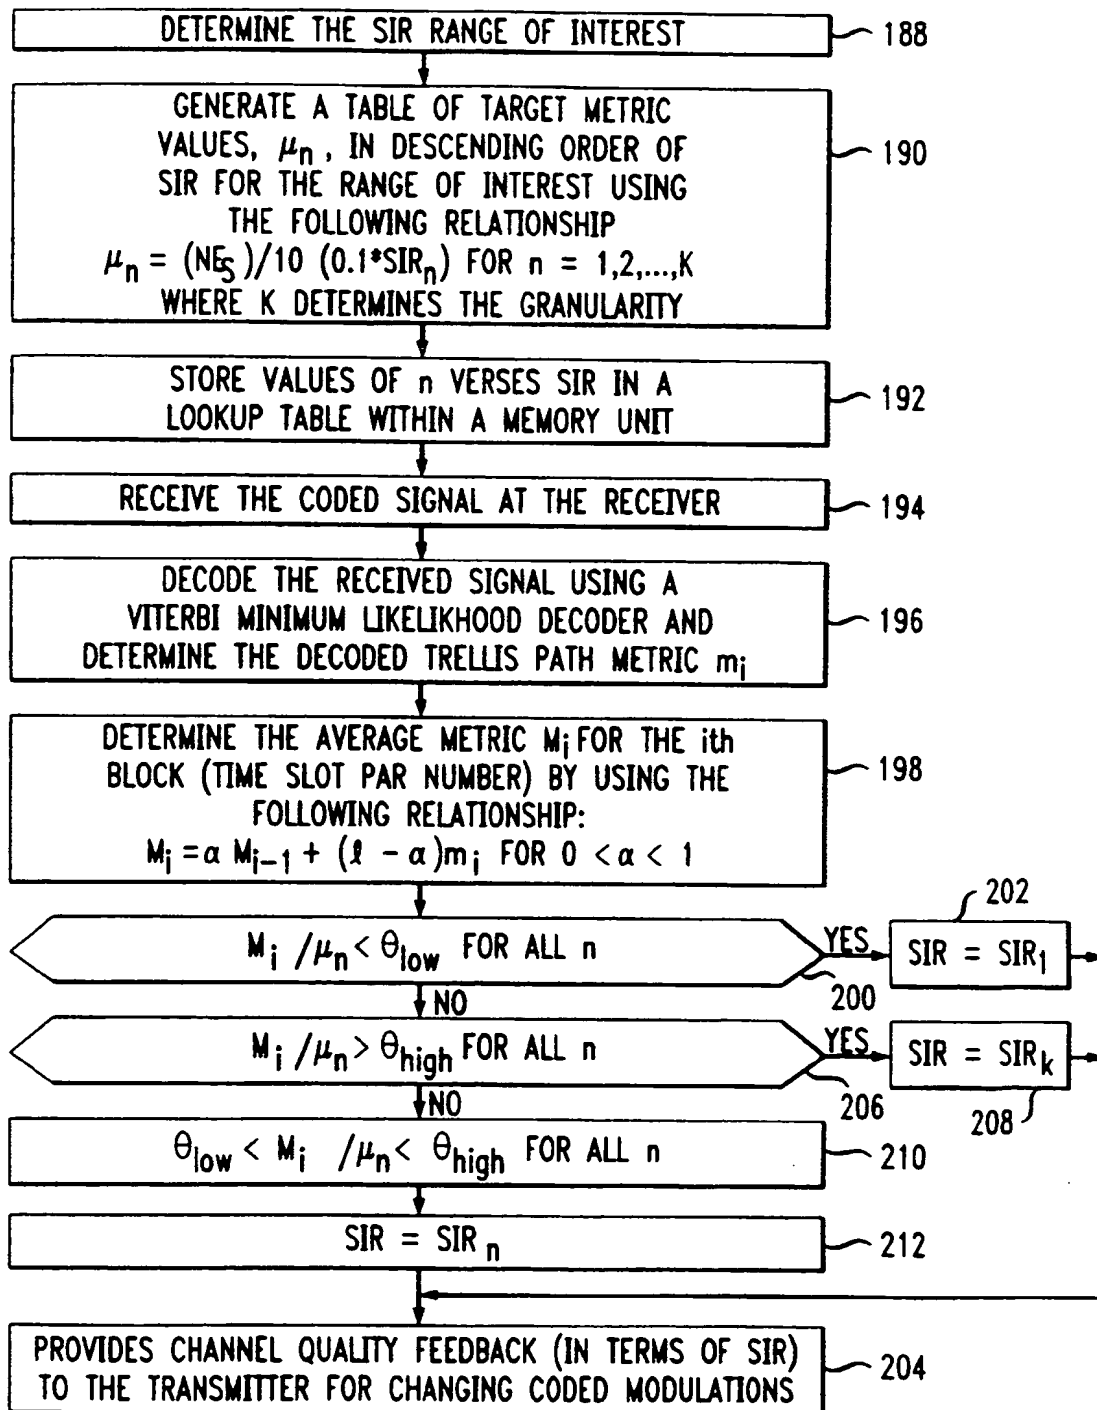 DETERMINE THE SIR RANGE OF INTEREST
188
GENERATE A TABLE OF TARGET METRIC
VALUES, μn , IN DESCENDING ORDER OF
SIR FOR THE RANGE OF INTEREST USING
THE FOLLOWING RELATIONSHIP
μn = (NES)/10 (0.1*SIRn) FOR n = 1,2,...,K
WHERE K DETERMINES THE GRANULARITY
190
STORE VALUES OF n VERSES SIR IN A
LOOKUP TABLE WITHIN A MEMORY UNIT
192
RECEIVE THE CODED SIGNAL AT THE RECEIVER
194
DECODE THE RECEIVED SIGNAL USING A
VITERBI MINIMUM LIKELIKHOOD DECODER AND
DETERMINE THE DECODED TRELLIS PATH METRIC mi
196
DETERMINE THE AVERAGE METRIC Mi FOR THE ith
BLOCK (TIME SLOT PAR NUMBER) BY USING THE
FOLLOWING RELATIONSHIP:
Mi = α Mi-1 + (ℓ - α)mi FOR 0 < α < 1
198
Mi /μn < θlow FOR ALL n
200
YES
202
SIR = SIR1
NO
Mi /μn > θhigh FOR ALL n
206
YES
SIR = SIRk
208
NO
θlow < Mi /μn < θhigh FOR ALL n
210
SIR = SIR n
212
PROVIDES CHANNEL QUALITY FEEDBACK (IN TERMS OF SIR)
TO THE TRANSMITTER FOR CHANGING CODED MODULATIONS
204